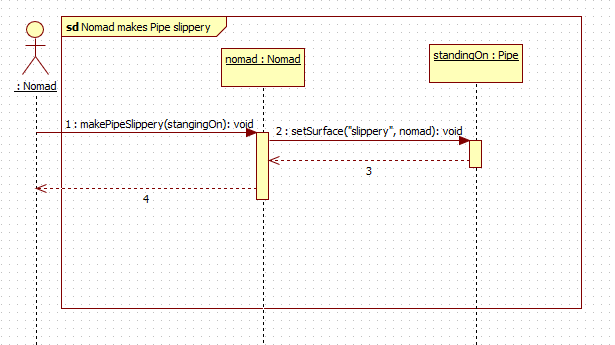 sd Nomad makes Pipe slippery
: Nomad
nomad : Nomad
standingOn : Pipe
1 : makePipeSlippery(stangingOn): void
2 : setSurface("slippery", nomad): void
3
4